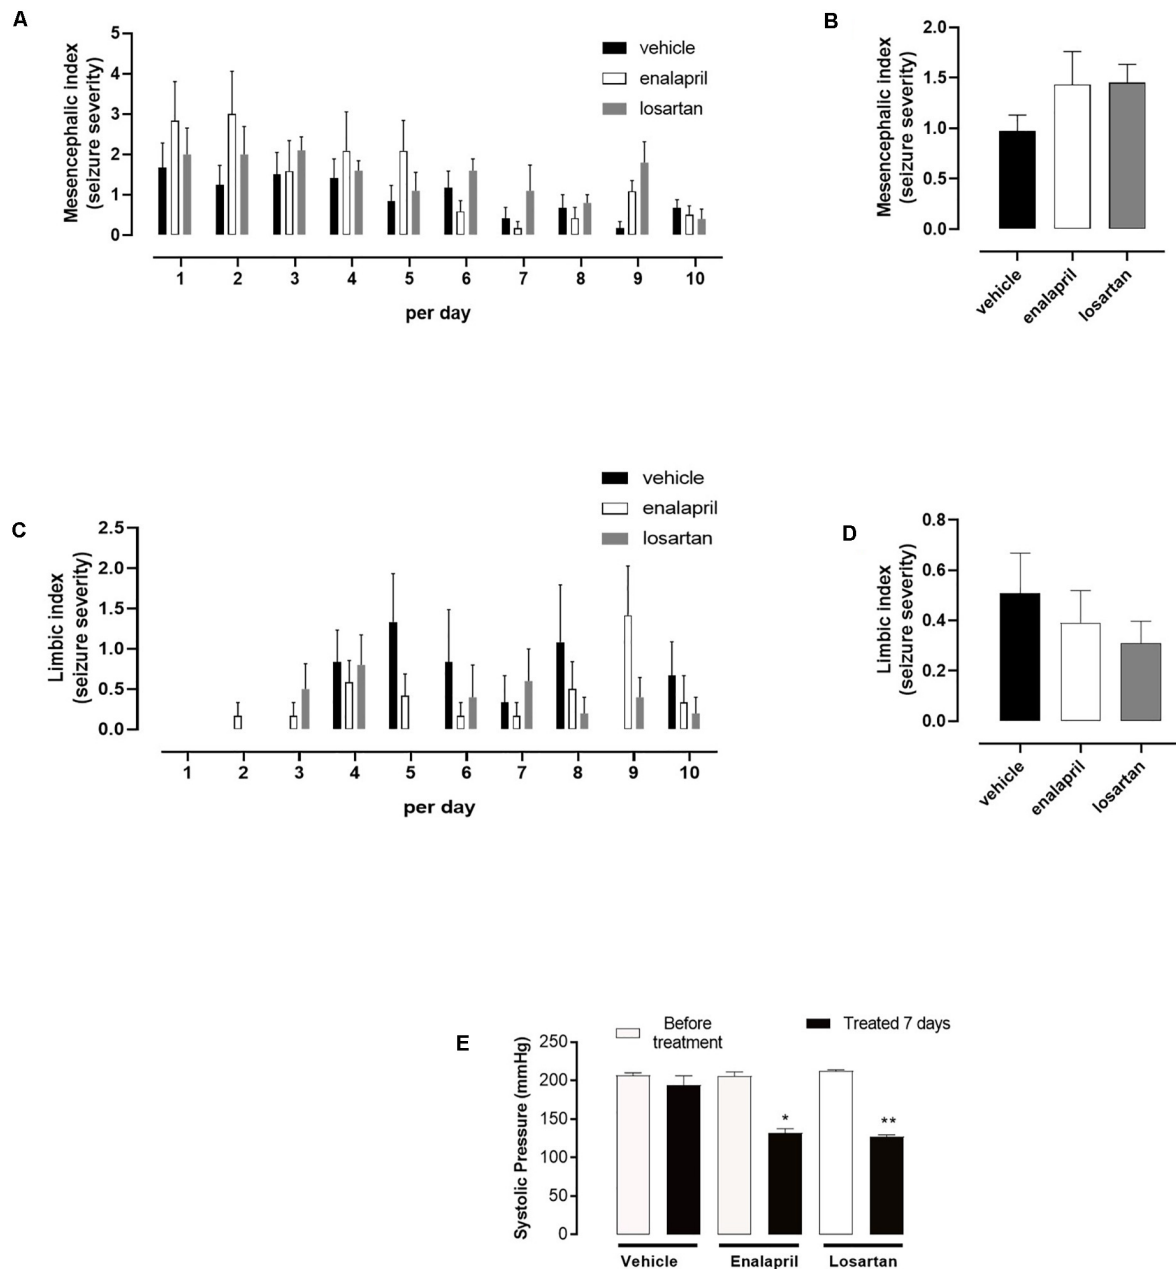 A
Mesencephalic index
(seizure severity)
5
4
3
2
1
0
vehicle
enalapril
losartan
1 2 3 4 5 6 7 8 9 10
per day
B
Mesencephalic index
(seizure severity)
2.0
1.5
1.0
0.5
0.0
vehicle
enalapril
losartan
C
Limbic index
(seizure severity)
2.5
2.0
1.5
1.0
0.5
0.0
vehicle
enalapril
losartan
1 2 3 4 5 6 7 8 9 10
per day
D
Limbic index
(seizure severity)
0.8
0.6
0.4
0.2
0.0
vehicle
enalapril
losartan
E
Systolic Pressure (mmHg)
250
200
150
100
50
0
Before
treatment
Treated 7 days
*
**
Vehicle Enalapril Losartan